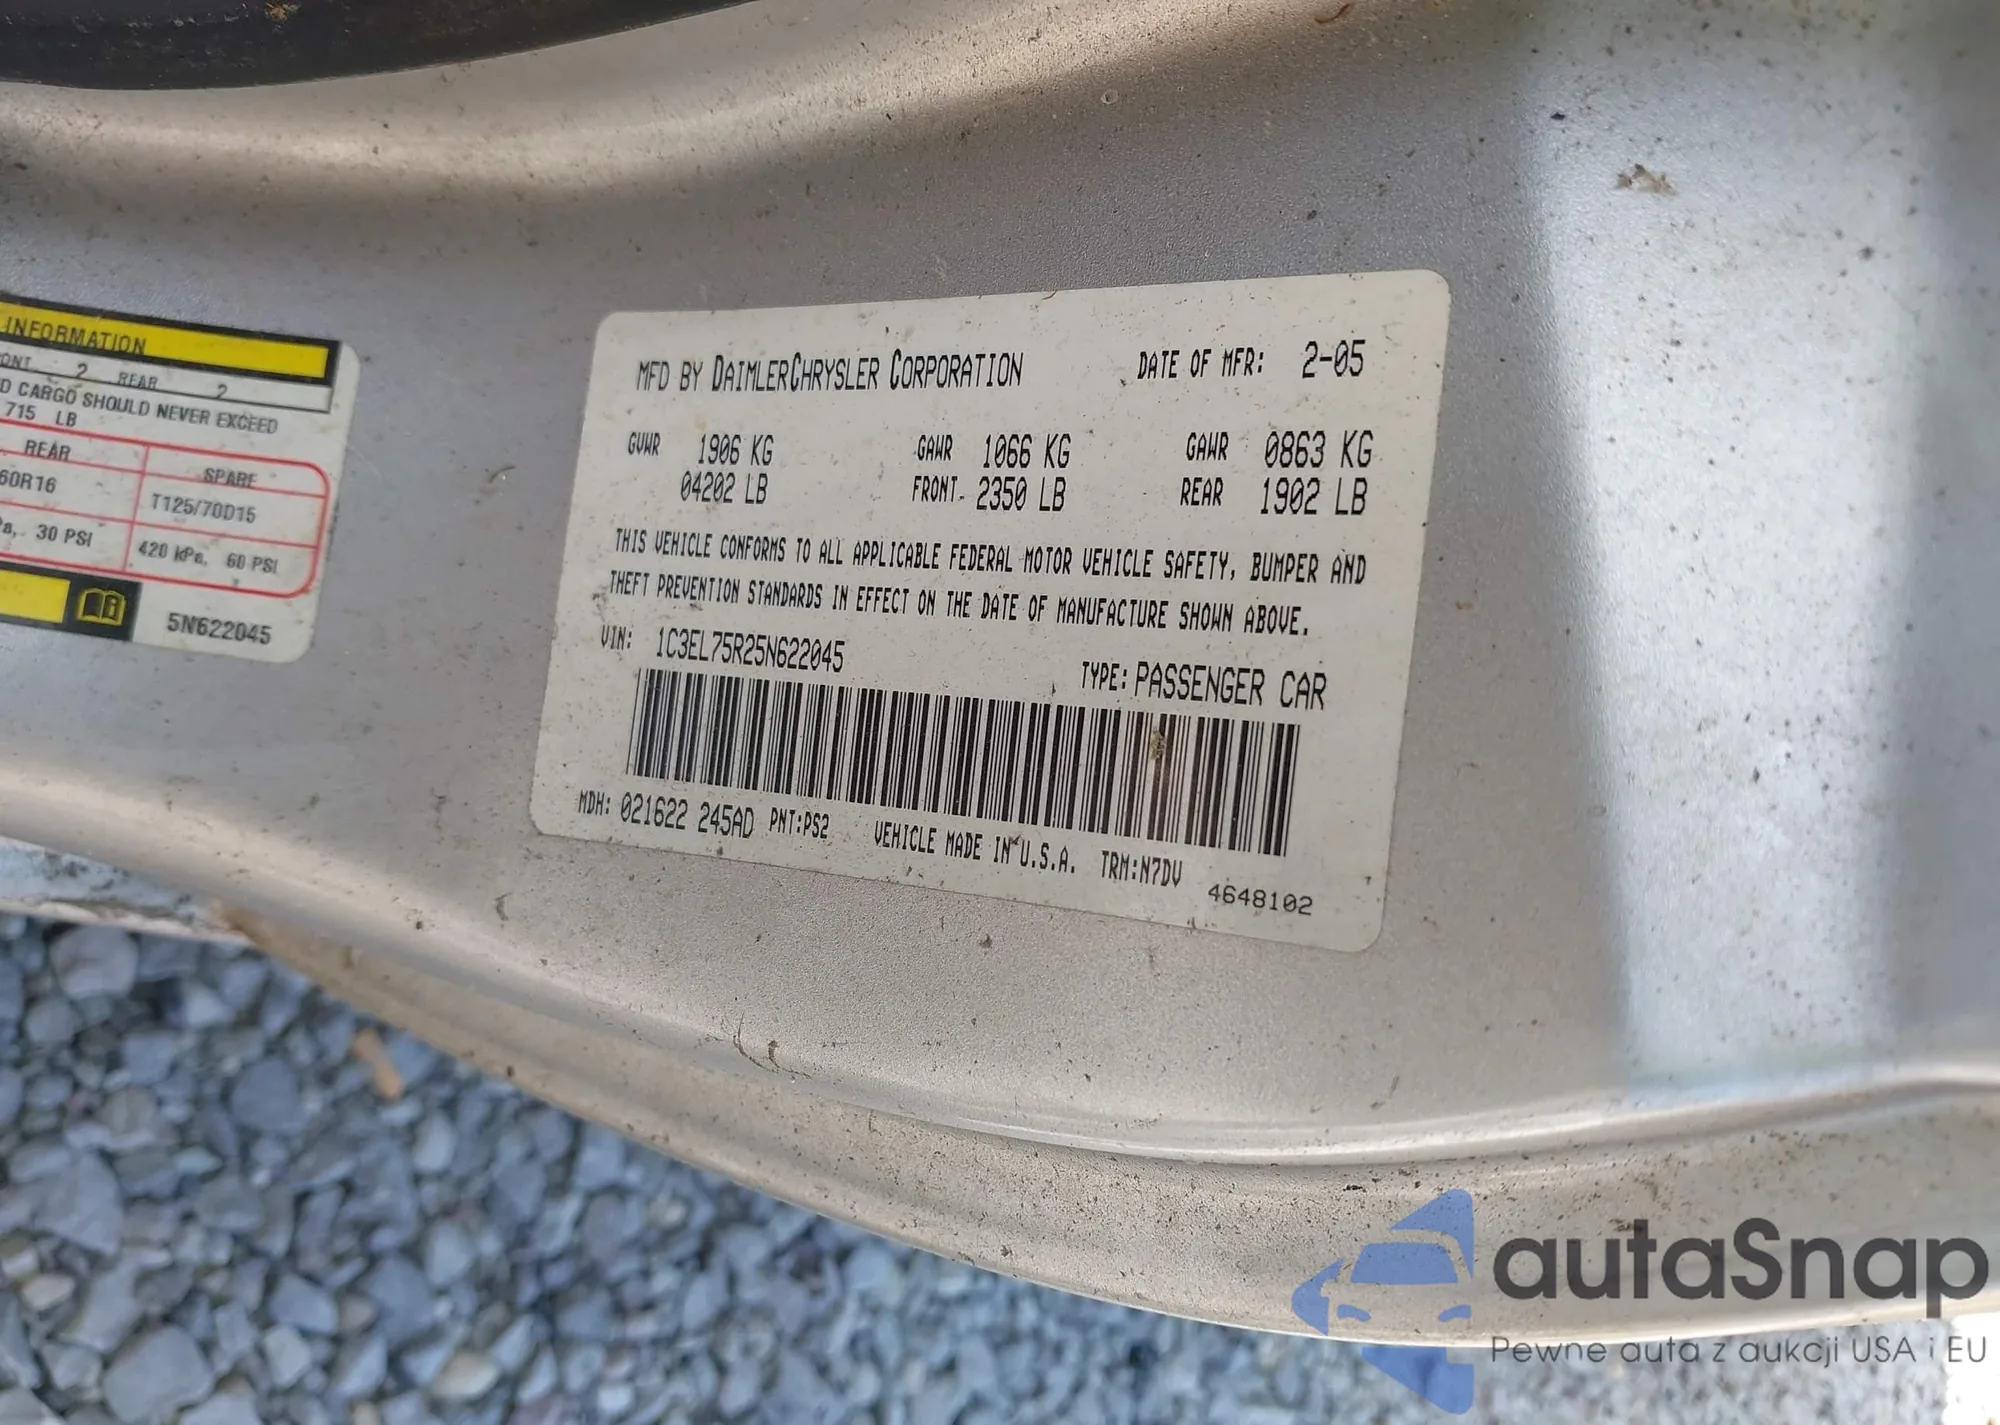 INFORMATION
ONT 2 REAR 2
D CARGO SHOULD NEVER EXCEED
715 LB
REAR SPARE
60R16 T125/70D15
Pa, 30 PSI 420 kPa, 60 PSI
5N622045
MFD BY DAIMLERCHRYSLER CORPORATION DATE OF MFR: 2-05
GVWR 1906 KG GAWR 1066 KG GAWR 0863 KG
04202 LB FRONT 2350 LB REAR 1902 LB
THIS VEHICLE CONFORMS TO ALL APPLICABLE FEDERAL MOTOR VEHICLE SAFETY, BUMPER AND
THEFT PREVENTION STANDARDS IN EFFECT ON THE DATE OF MANUFACTURE SHOWN ABOVE.
VIN: 1C3EL75R25N622045 TYPE: PASSENGER CAR
MDH: 021622 245AD PNT:PS2 VEHICLE MADE IN U.S.A. TRM:N7DV 4648102
autaSnap
Pewne auta z aukcji USA i EU